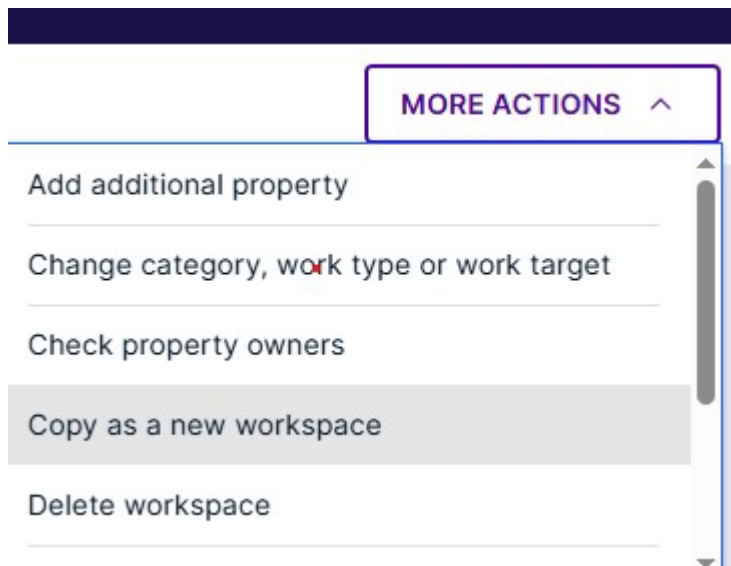 MORE ACTIONS
Add additional property
Change category, work type or work target
Check property owners
Copy as a new workspace
Delete workspace